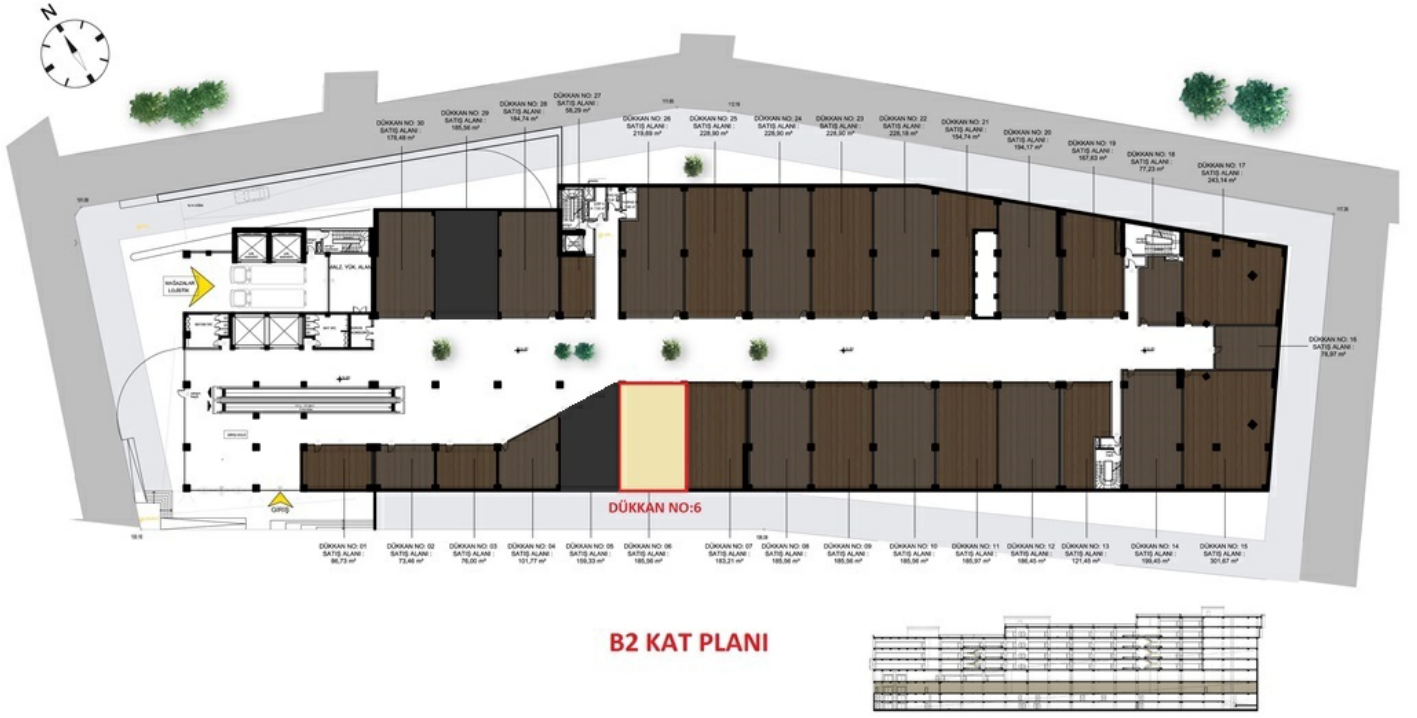 N
DÜKKAN NO: 27
SATIŞ ALANI :
58,29 m²
DÜKKAN NO: 28
SATIŞ ALANI :
184,74 m²
DÜKKAN NO: 29
SATIŞ ALANI :
185,56 m²
DÜKKAN NO: 30
SATIŞ ALANI :
178,48 m²
DÜKKAN NO: 26
SATIŞ ALANI :
219,69 m²
DÜKKAN NO: 25
SATIŞ ALANI :
228,90 m²
DÜKKAN NO: 24
SATIŞ ALANI :
228,90 m²
DÜKKAN NO: 23
SATIŞ ALANI :
228,90 m²
DÜKKAN NO: 22
SATIŞ ALANI :
228,18 m²
DÜKKAN NO: 21
SATIŞ ALANI :
154,74 m²
DÜKKAN NO: 20
SATIŞ ALANI :
194,17 m²
DÜKKAN NO: 19
SATIŞ ALANI :
167,83 m²
DÜKKAN NO: 18
SATIŞ ALANI :
77,23 m²
DÜKKAN NO: 17
SATIŞ ALANI :
243,14 m²
MAĞAZALAR
LOJİSTİK
MALZ. YÜK. ALANI
DÜKKAN NO: 16
SATIŞ ALANI :
78,97 m²
GİRİŞ
DÜKKAN NO:6
DÜKKAN NO: 01
SATIŞ ALANI :
86,73 m²
DÜKKAN NO: 02
SATIŞ ALANI :
73,46 m²
DÜKKAN NO: 03
SATIŞ ALANI :
76,00 m²
DÜKKAN NO: 04
SATIŞ ALANI :
101,77 m²
DÜKKAN NO: 05
SATIŞ ALANI :
159,33 m²
DÜKKAN NO: 06
SATIŞ ALANI :
185,56 m²
DÜKKAN NO: 07
SATIŞ ALANI :
183,21 m²
DÜKKAN NO: 08
SATIŞ ALANI :
185,56 m²
DÜKKAN NO: 09
SATIŞ ALANI :
185,56 m²
DÜKKAN NO: 10
SATIŞ ALANI :
185,56 m²
DÜKKAN NO: 11
SATIŞ ALANI :
185,97 m²
DÜKKAN NO: 12
SATIŞ ALANI :
186,45 m²
DÜKKAN NO: 13
SATIŞ ALANI :
121,45 m²
DÜKKAN NO: 14
SATIŞ ALANI :
199,45 m²
DÜKKAN NO: 15
SATIŞ ALANI :
301,67 m²
B2 KAT PLANI